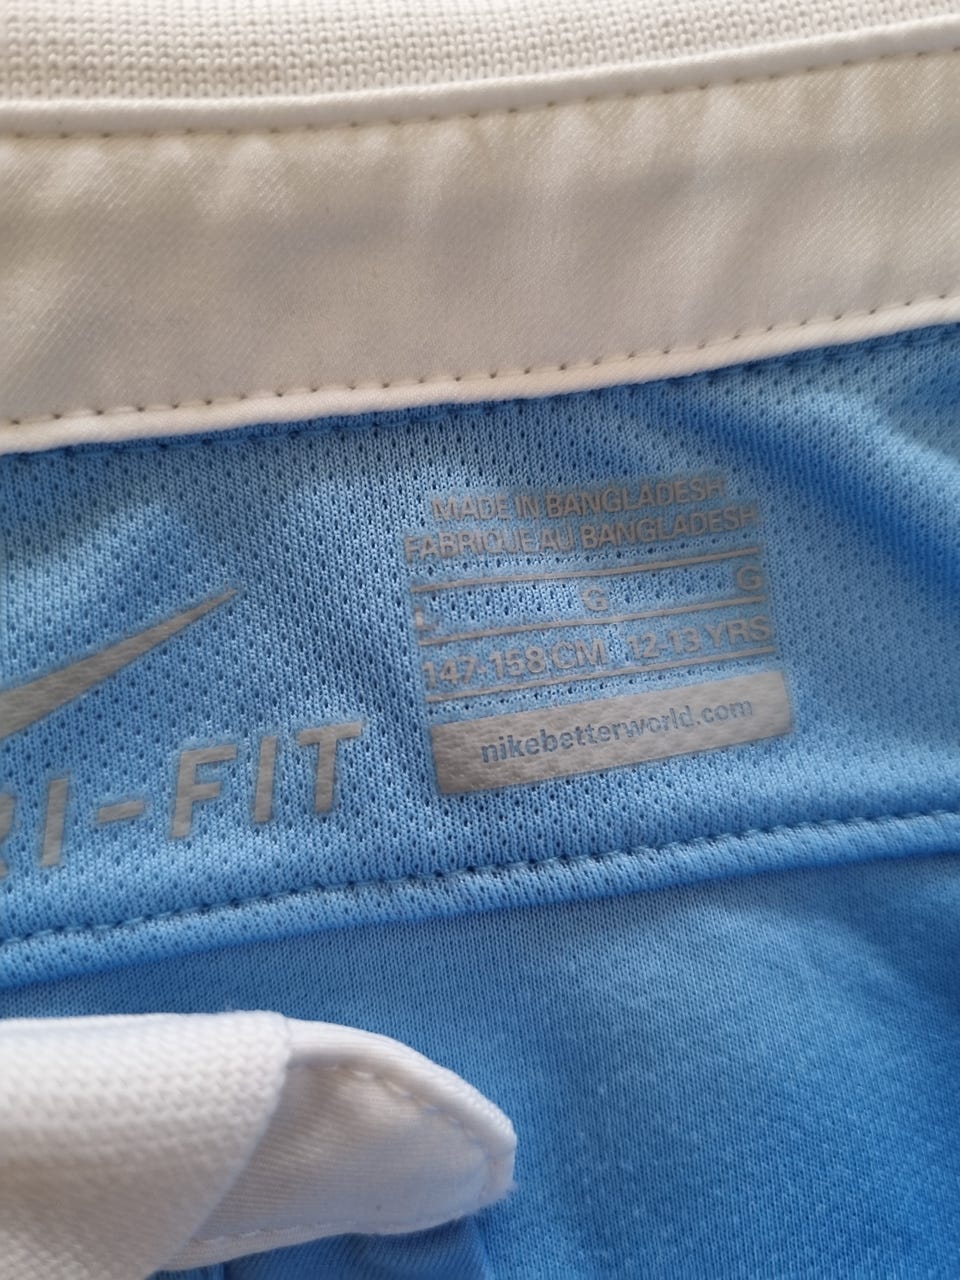 MADE IN BANGLADESH
FABRIQUE AU BANGLADESH
L G G
147-158 CM 12-13 YRS
nikebetterworld.com
RI-FIT